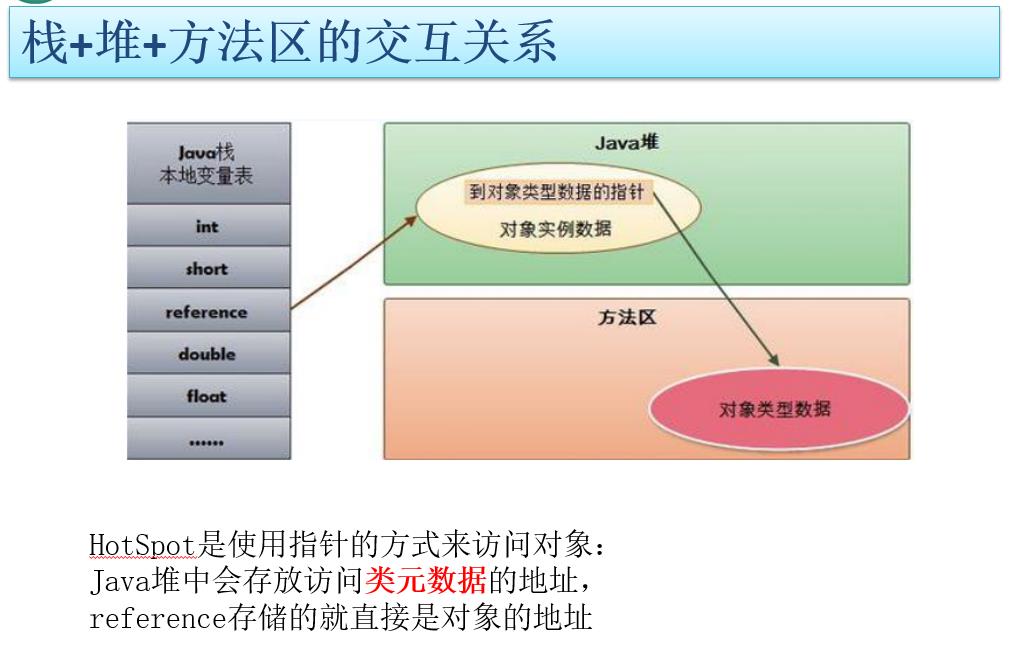 栈+堆+方法区的交互关系
Java栈
本地变量表
int
short
reference
double
float
......
Java堆
到对象类型数据的指针
对象实例数据
方法区
对象类型数据
HotSpot是使用指针的方式来访问对象：
Java堆中会存放访问类元数据的地址，
reference存储的就直接是对象的地址